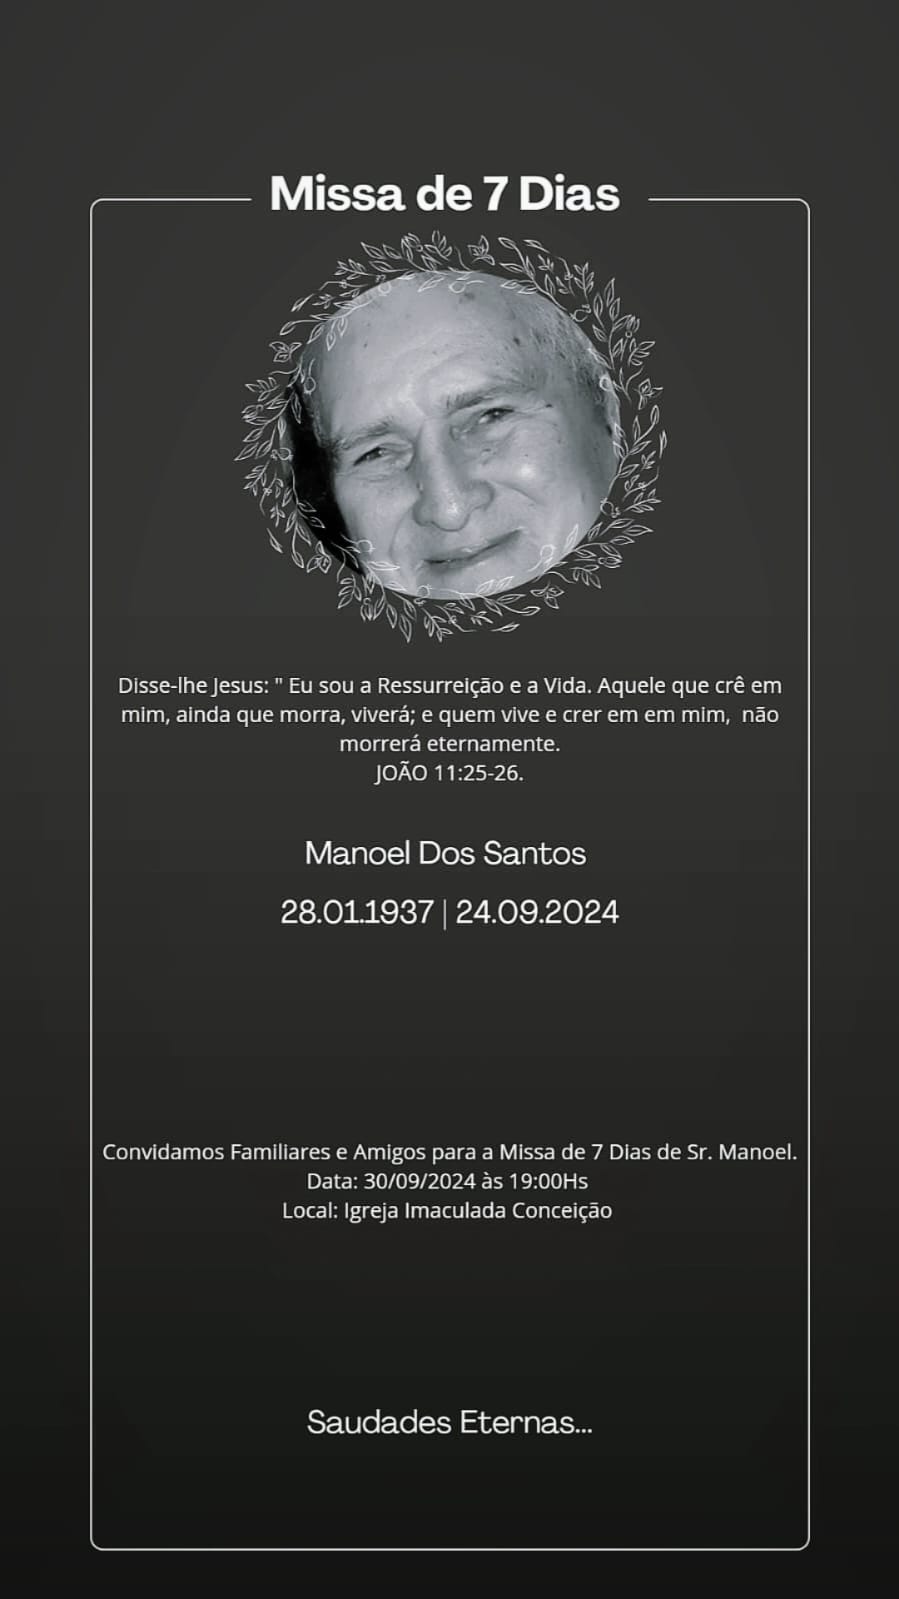 Missa de 7 Dias
Disse-lhe Jesus: " Eu sou a Ressurreição e a Vida. Aquele que crê em
mim, ainda que morra, viverá; e quem vive e crer em em mim,  não
morrerá eternamente.
JOÃO 11:25-26.
Manoel Dos Santos
28.01.1937 | 24.09.2024
Convidamos Familiares e Amigos para a Missa de 7 Dias de Sr. Manoel.
Data: 30/09/2024 às 19:00Hs
Local: Igreja Imaculada Conceição
Saudades Eternas...